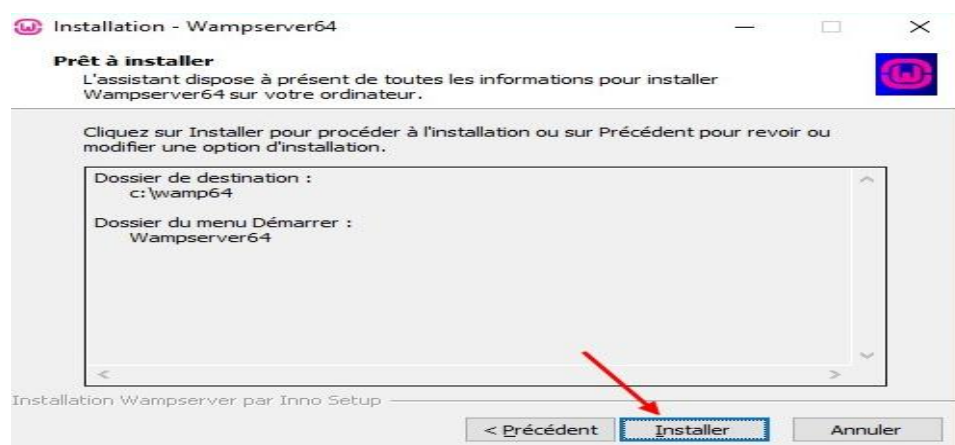 Installation - Wampserver64
Prêt à installer
L'assistant dispose à présent de toutes les informations pour installer
Wampserver64 sur votre ordinateur.
Cliquez sur Installer pour procéder à l'installation ou sur Précédent pour revoir ou
modifier une option d'installation.
Dossier de destination :
c:\wamp64
Dossier du menu Démarrer :
Wampserver64
Installation Wampserver par Inno Setup
< Précédent Installer Annuler